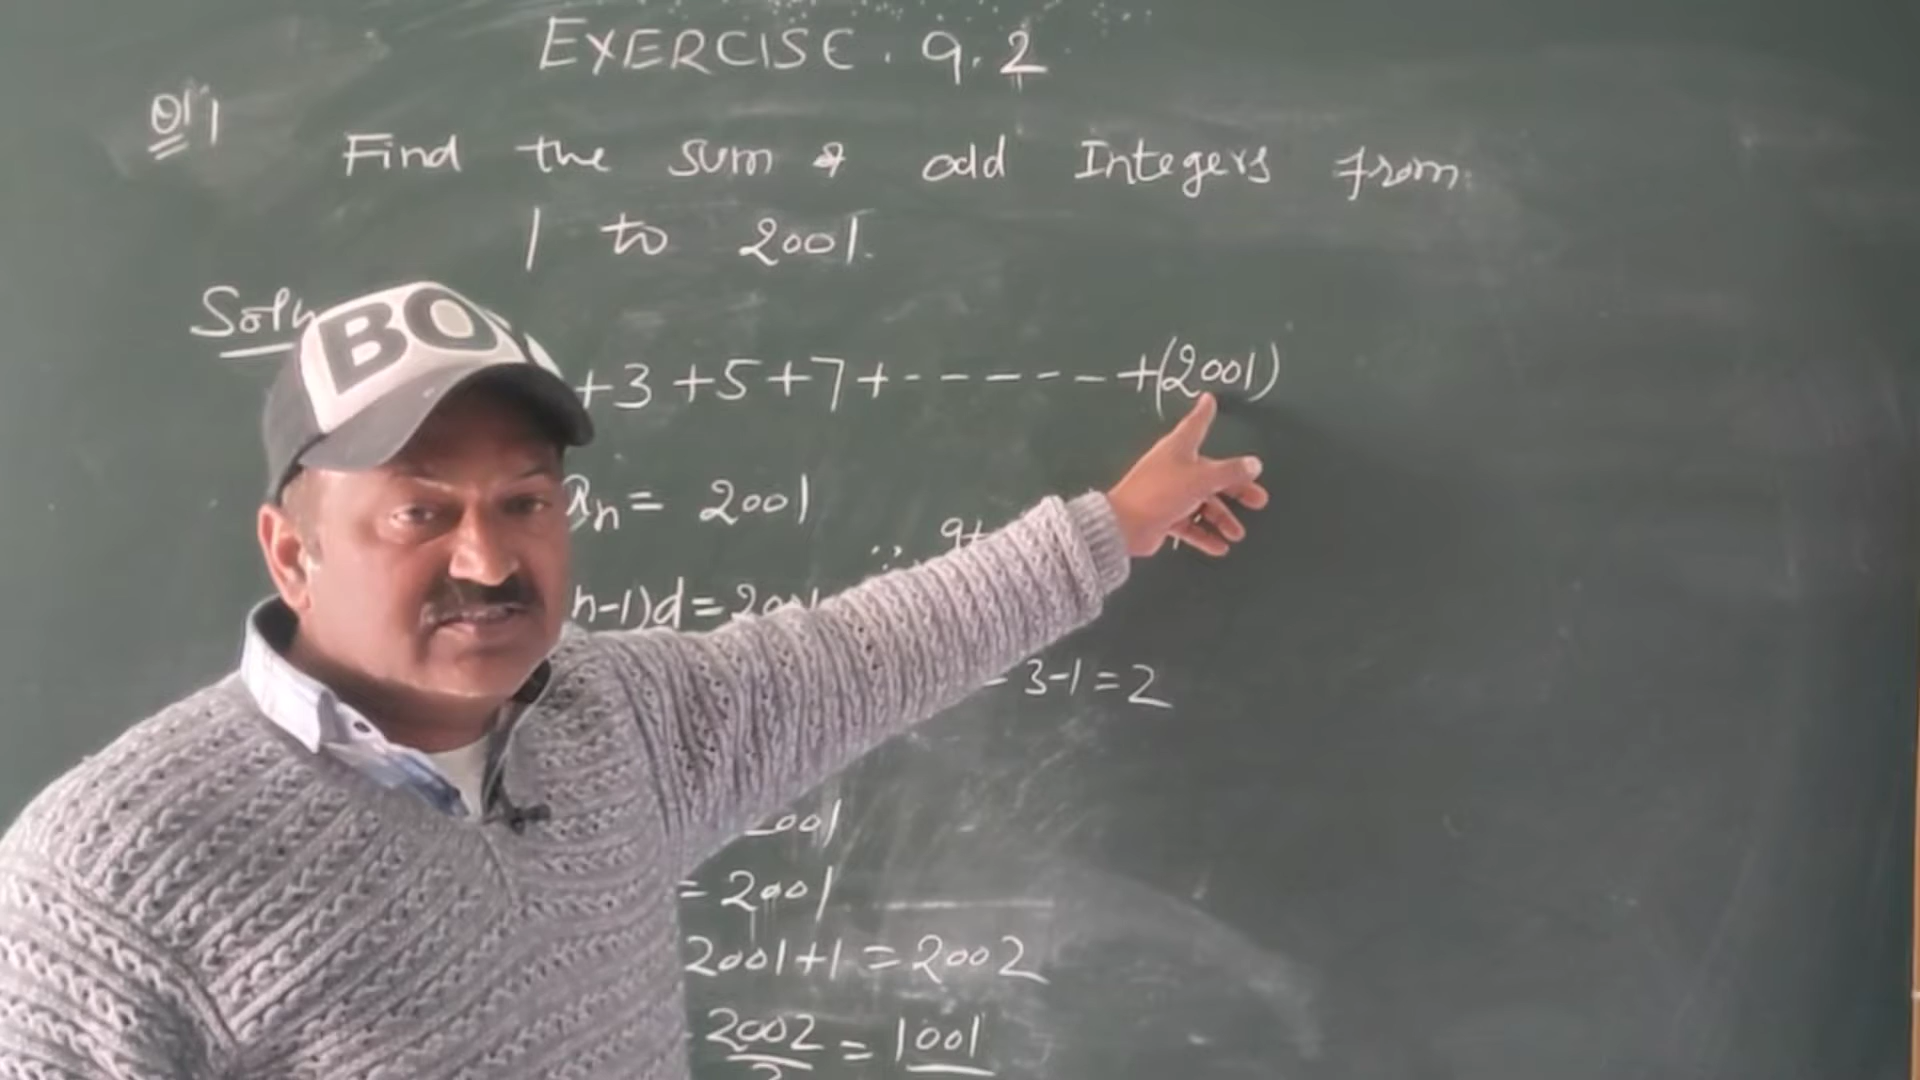 EXERCISE. 9.2
Q1
Find the sum of odd Integers from
1 to 2001.
Soln
BO
+3+5+7+------+(2001)
an= 2001
n-1)d=2001
- 3-1=2
2001
= 2001
2001+1=2002
2002 = 1001